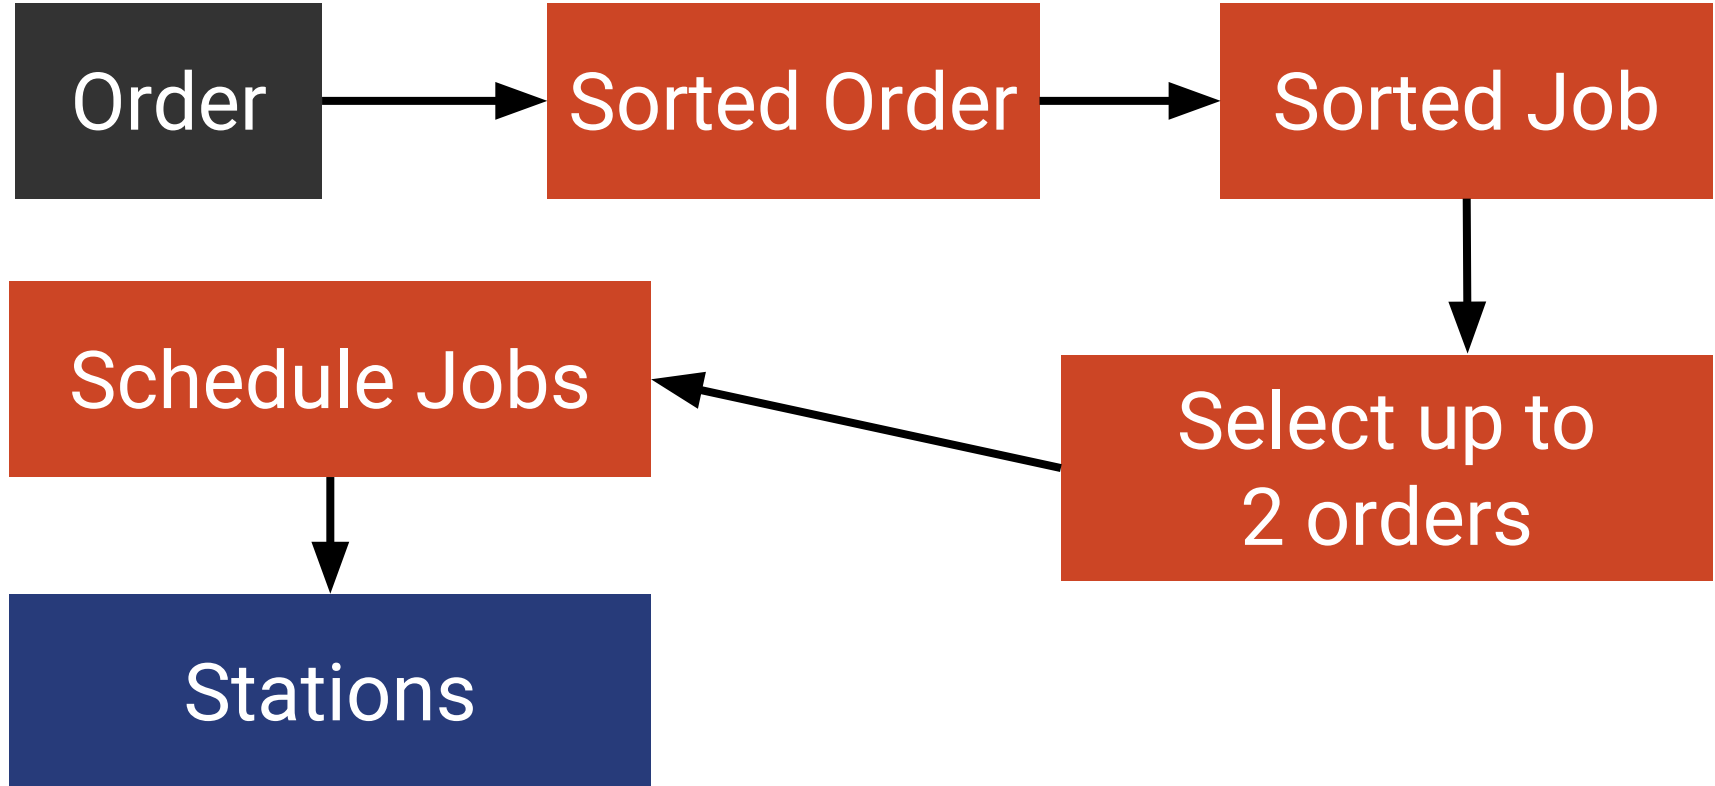 Order
Sorted Order
Sorted Job
Select up to
2 orders
Schedule Jobs
Stations